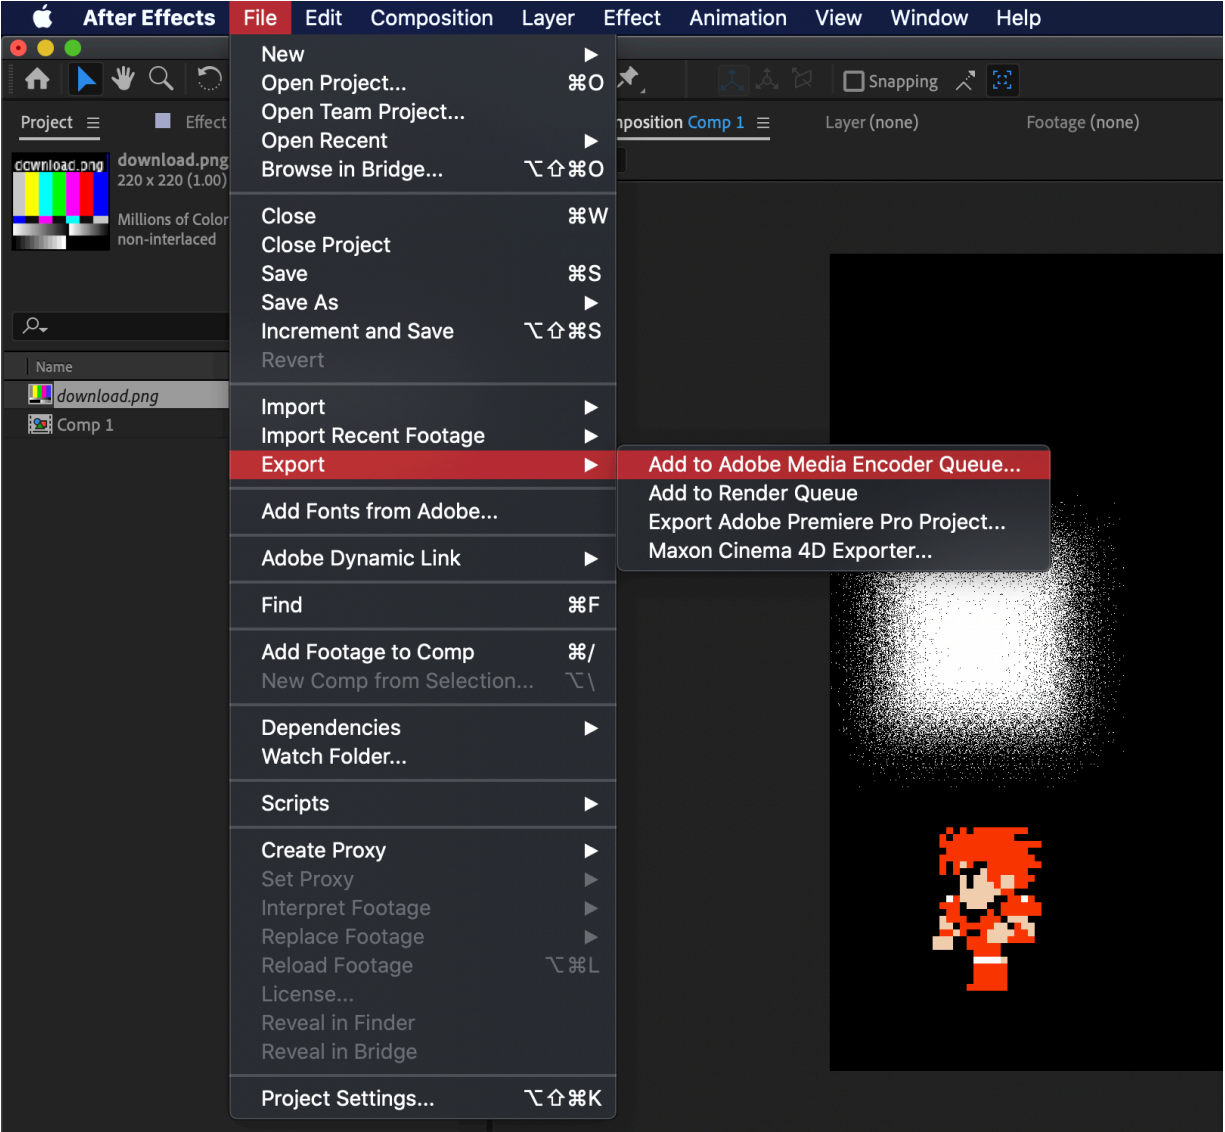 After Effects File Edit Composition Layer Effect Animation View Window Help
Snapping
Project Effect
position Comp 1 Layer (none) Footage (none)
download.png
download.png
220 x 220 (1.00)
Millions of Color
non-interlaced
Name
download.png
Comp 1
New
Open Project... ⌘O
Open Team Project...
Open Recent
Browse in Bridge... ⌥⇧⌘O
Close ⌘W
Close Project
Save ⌘S
Save As
Increment and Save ⌥⇧⌘S
Revert
Import
Import Recent Footage
Export
Add to Adobe Media Encoder Queue...
Add to Render Queue
Export Adobe Premiere Pro Project...
Maxon Cinema 4D Exporter...
Add Fonts from Adobe...
Adobe Dynamic Link
Find ⌘F
Add Footage to Comp ⌘/
New Comp from Selection... ⌥\
Dependencies
Watch Folder...
Scripts
Create Proxy
Set Proxy
Interpret Footage
Replace Footage
Reload Footage ⌥⌘L
License...
Reveal in Finder
Reveal in Bridge
Project Settings... ⌥⇧⌘K